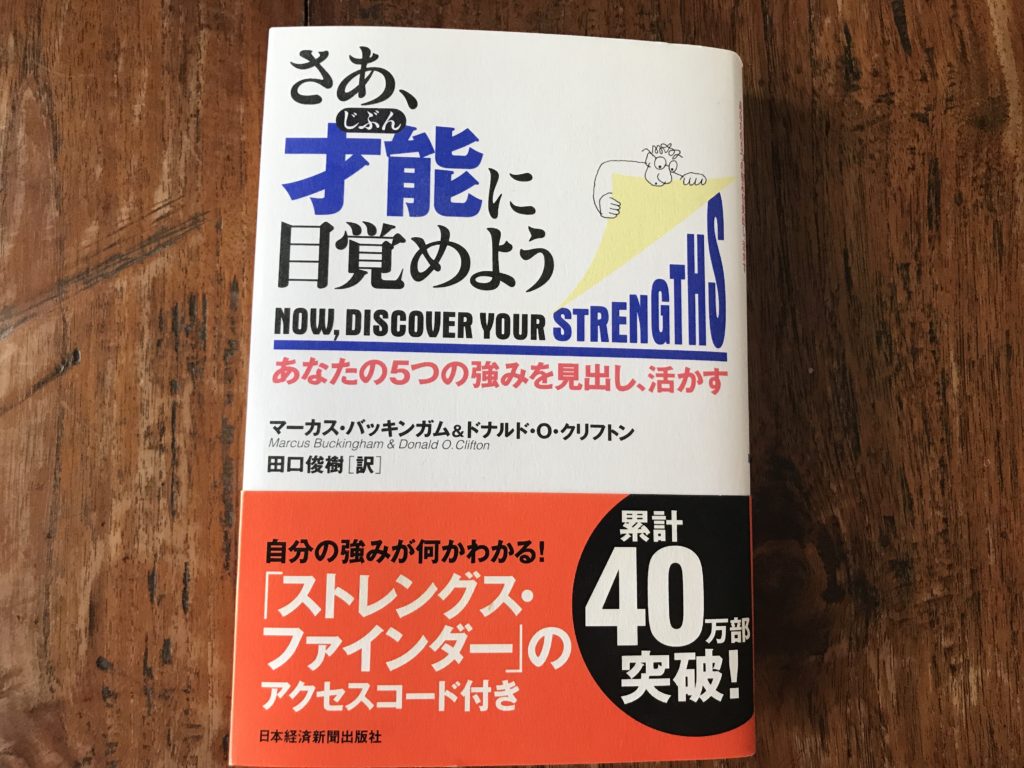 さあ、
じぶん
才能に
目覚めよう
NOW, DISCOVER YOUR STRENGTHS
あなたの5つの強みを見出し、活かす
マーカス・バッキンガム&ドナルド・O・クリフトン
Marcus Buckingham & Donald O. Clifton
田口俊樹[訳]
自分の強みが何かわかる!
「ストレングス・
ファインダー」の
アクセスコード付き
累計
40万部
突破!
日本経済新聞出版社